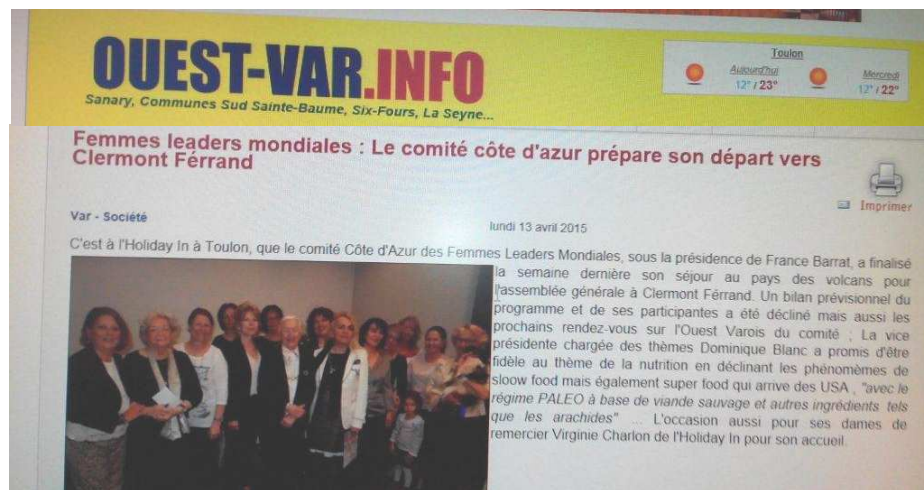 OUEST-VAR.INFO
Sanary, Communes Sud Sainte-Baume, Six-Fours, La Seyne...
Toulon
Aujourd'hui
12° / 23°
Mercredi
12° / 22°
Femmes leaders mondiales : Le comité côte d'azur prépare son départ vers
Clermont Férrand
Imprimer
Var - Société
lundi 13 avril 2015
C'est à l'Holiday In à Toulon, que le comité Côte d'Azur des Femmes Leaders Mondiales, sous la présidence de France Barrat, a finalisé
la semaine dernière son séjour au pays des volcans pour
l'assemblée générale à Clermont Férrand. Un bilan prévisionnel du
programme et de ses participantes a été décliné mais aussi les
prochains rendez-vous sur l'Ouest Varois du comité ; La vice
présidente chargée des thèmes Dominique Blanc a promis d'être
fidèle au thème de la nutrition en déclinant les phénomèmes de
sloow food mais également super food qui arrive des USA , "avec le
régime PALEO à base de viande sauvage et autres ingrédients tels
que les arachides" ... L'occasion aussi pour ses dames de
remercier Virginie Charlon de l'Holiday In pour son accueil.